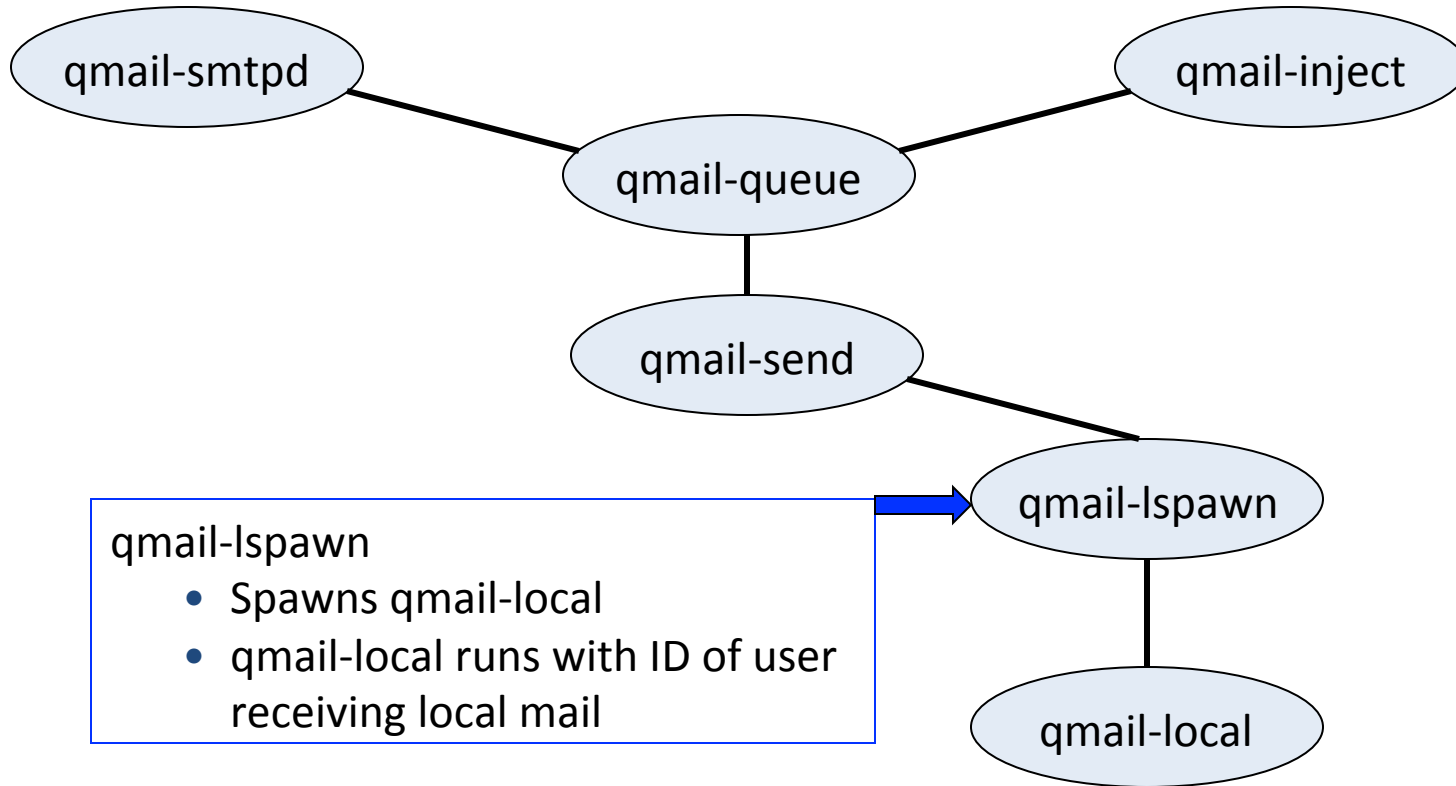 qmail-smtpd
qmail-inject
qmail-queue
qmail-send
qmail-lspawn
qmail-lspawn
• Spawns qmail-local
• qmail-local runs with ID of user
receiving local mail
qmail-local